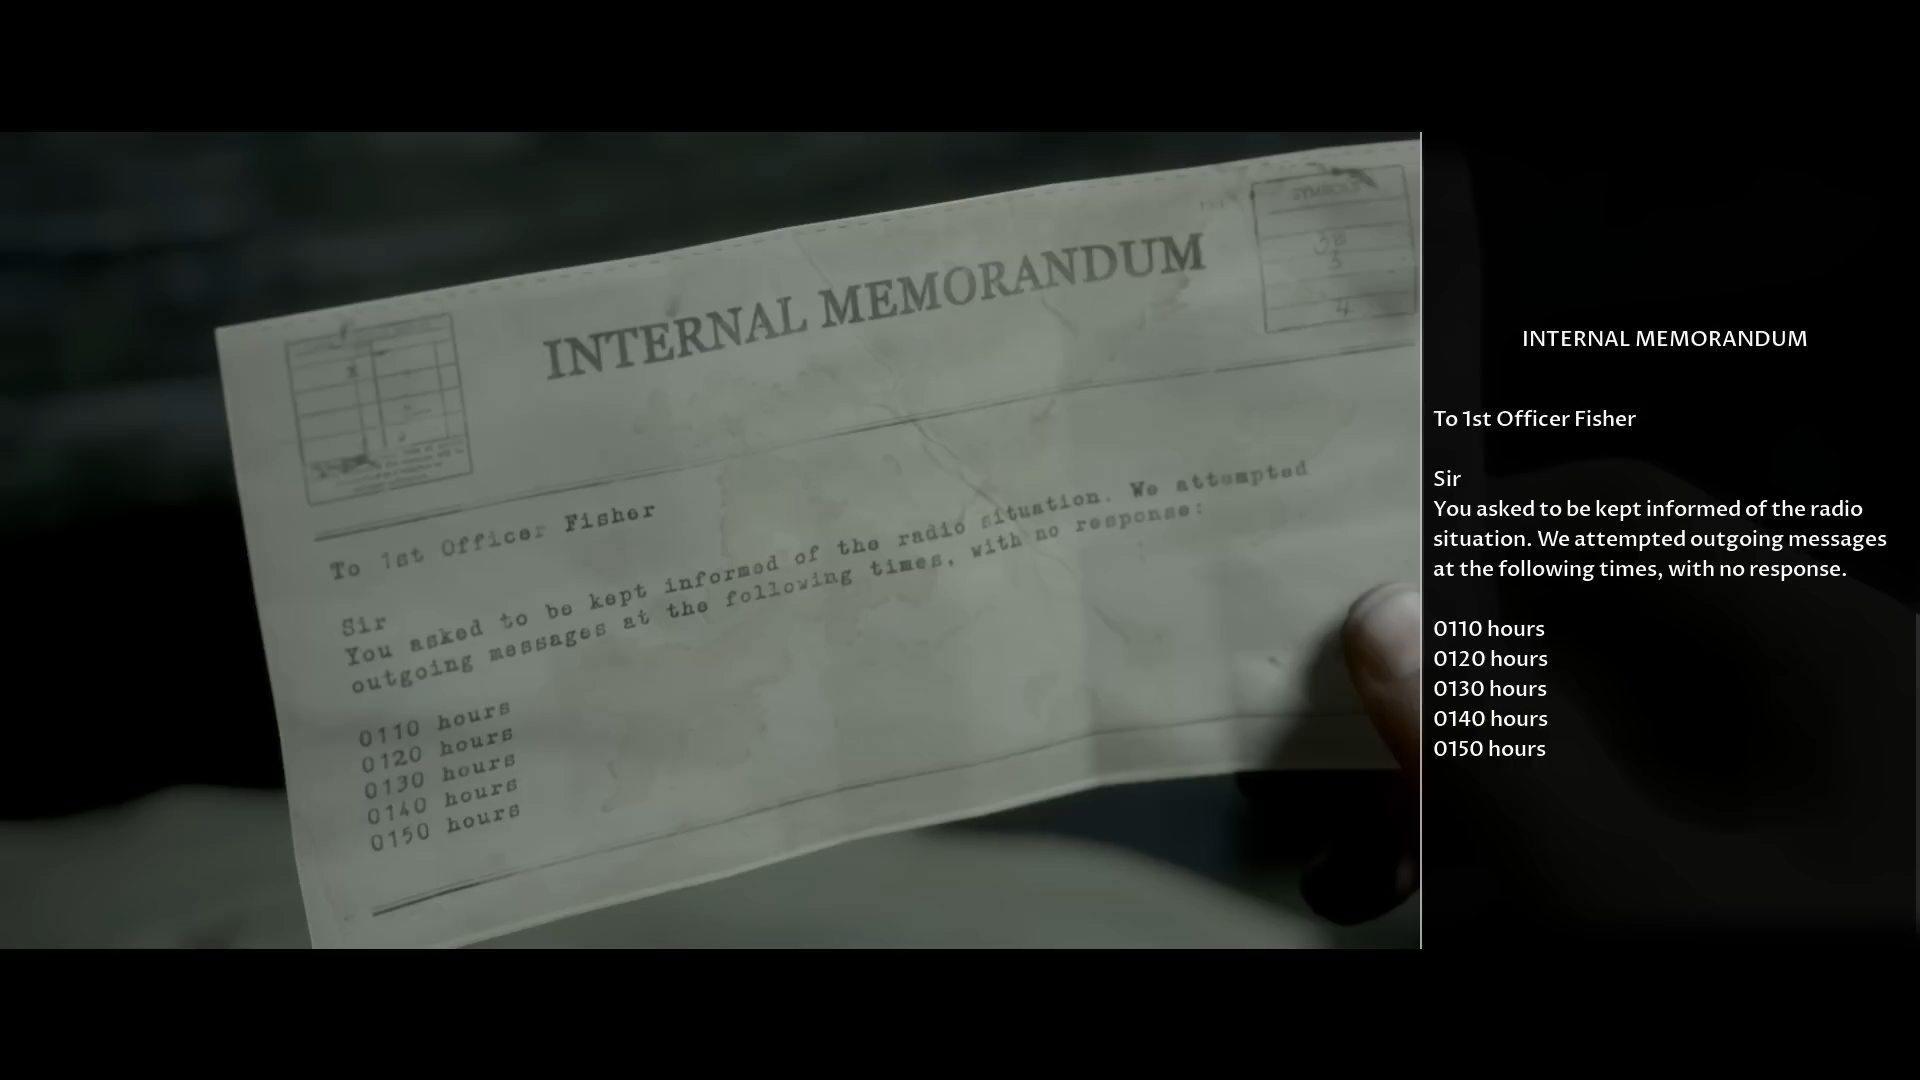 INTERNAL MEMORANDUM
SYMBOLS
4
To 1st Officer Fisher
Sir
You asked to be kept informed of the radio situation. We attempted
outgoing messages at the following times, with no response:
0110 hours
0120 hours
0130 hours
0140 hours
0150 hours
INTERNAL MEMORANDUM
To 1st Officer Fisher
Sir
You asked to be kept informed of the radio
situation. We attempted outgoing messages
at the following times, with no response.
0110 hours
0120 hours
0130 hours
0140 hours
0150 hours